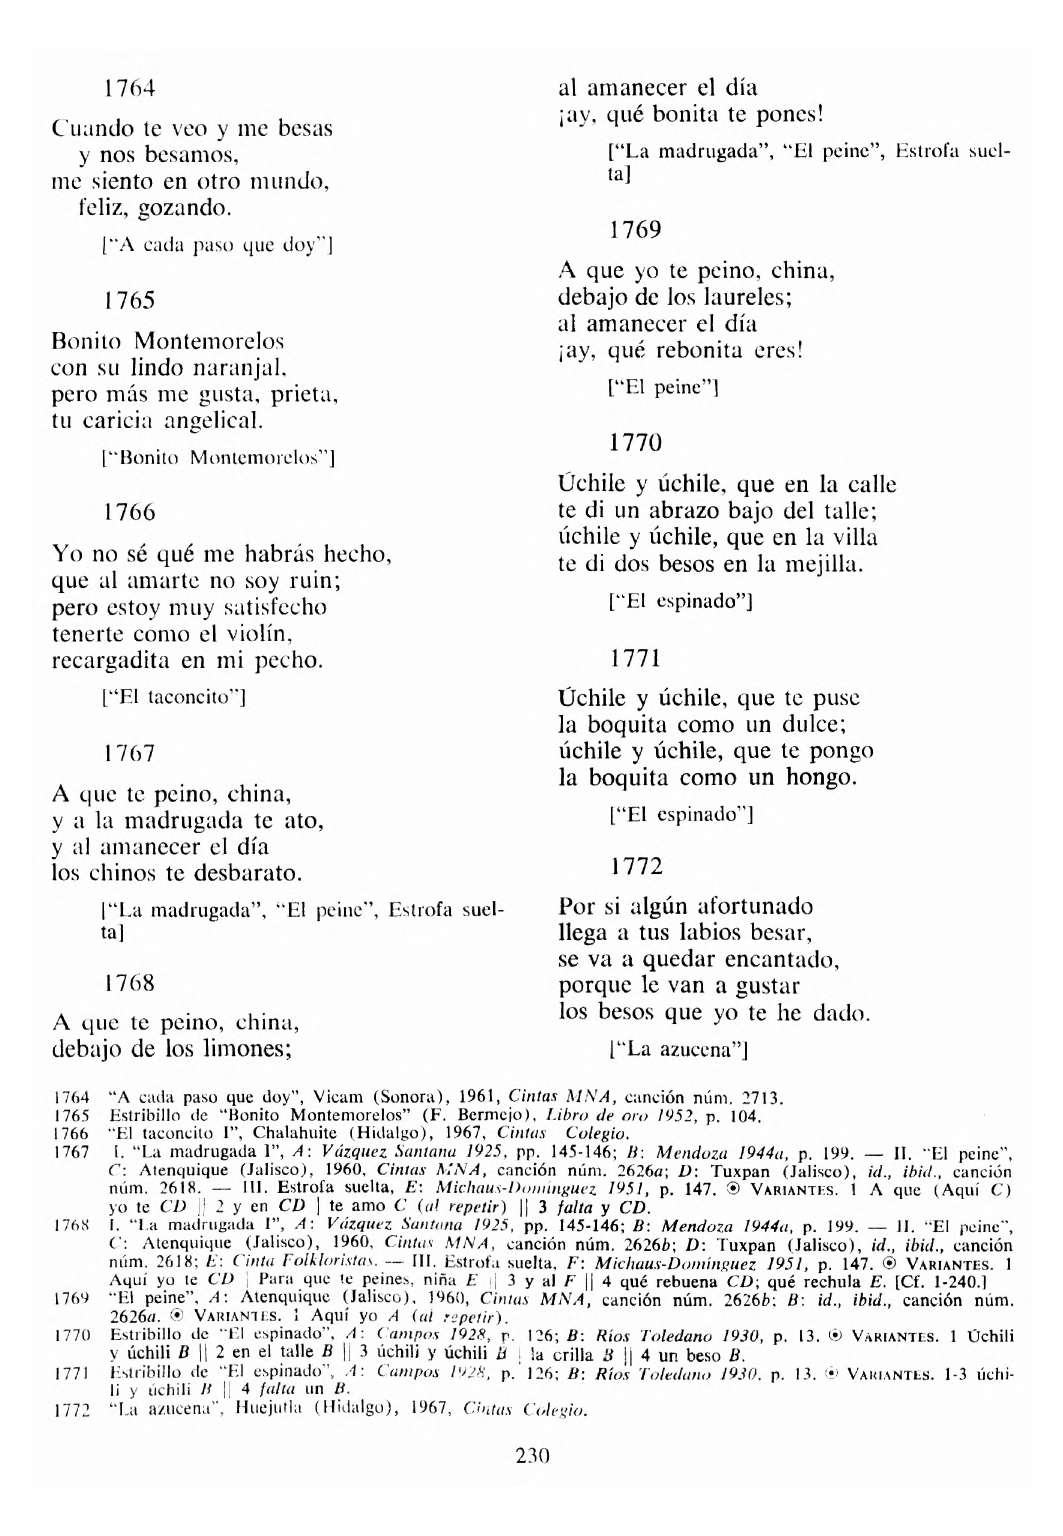 1764
Cuando te veo y me besas
y nos besamos,
me siento en otro mundo,
feliz, gozando.
[“A cada paso que doy”]
1765
Bonito Montemorelos
con su lindo naranjal,
pero más me gusta, prieta,
tu caricia angelical.
[“Bonito Montemorelos”]
1766
Yo no sé qué me habrás hecho,
que al amarte no soy ruin;
pero estoy muy satisfecho
tenerte como el violín,
recargadita en mi pecho.
[“El taconcito”]
1767
A que te peino, china,
y a la madrugada te ato,
y al amanecer el día
los chinos te desbarato.
[“La madrugada”, “El peine”, Estrofa suel-
ta]
1768
A que te peino, china,
debajo de los limones;
al amanecer el día
¡ay, qué bonita te pones!
[“La madrugada”, “El peine”, Estrofa suel-
ta]
1769
A que yo te peino, china,
debajo de los laureles;
al amanecer el día
¡ay, qué rebonita eres!
[“El peine”]
1770
Úchile y úchile, que en la calle
te di un abrazo bajo del talle;
úchile y úchile, que en la villa
te di dos besos en la mejilla.
[“El espinado”]
1771
Úchile y úchile, que te puse
la boquita como un dulce;
úchile y úchile, que te pongo
la boquita como un hongo.
[“El espinado”]
1772
Por si algún afortunado
llega a tus labios besar,
se va a quedar encantado,
porque le van a gustar
los besos que yo te he dado.
[“La azucena”]
1764 “A cada paso que doy”, Vicam (Sonora), 1961, Cintas MNA, canción núm. 2713.
1765 Estribillo de “Bonito Montemorelos” (F. Bermejo), Libro de oro 1952, p. 104.
1766 “El taconcito I”, Chalahuite (Hidalgo), 1967, Cintas Colegio.
1767 I. “La madrugada I”, A: Vázquez Santana 1925, pp. 145-146; B: Mendoza 1944a, p. 199. — II. “El peine”,
C: Atenquique (Jalisco), 1960, Cintas MNA, canción núm. 2626a; D: Tuxpan (Jalisco), id., ibid., canción
núm. 2618. — III. Estrofa suelta, E: Michaus-Domínguez 1951, p. 147. ⦿ VARIANTES. 1 A que (Aquí C)
yo te CD || 2 y en CD | te amo C (al repetir) || 3 falta y CD.
1768 I. “La madrugada I”, A: Vázquez Santana 1925, pp. 145-146; B: Mendoza 1944a, p. 199. — II. “El peine”,
C: Atenquique (Jalisco), 1960, Cintas MNA, canción núm. 2626b; D: Tuxpan (Jalisco), id., ibid., canción
núm. 2618; E: Cinta Folkloristas. — III. Estrofa suelta, F: Michaus-Domínguez 1951, p. 147. ⦿ VARIANTES. 1
Aquí yo te CD | Para que te peines, niña E || 3 y al F || 4 qué rebuena CD; qué rechula E. [Cf. 1-240.]
1769 “El peine”, A: Atenquique (Jalisco), 1960, Cintas MNA, canción núm. 2626b; B: id., ibid., canción núm.
2626a. ⦿ VARIANTES. 1 Aquí yo A (al repetir).
1770 Estribillo de “El espinado”, A: Campos 1928, p. 126; B: Ríos Toledano 1930, p. 13. ⦿ VARIANTES. 1 Úchili
y úchili B || 2 en el talle B || 3 úchili y úchili B | la crilla B || 4 un beso B.
1771 Estribillo de “El espinado”, A: Campos 1928, p. 126; B: Ríos Toledano 1930, p. 13. ⦿ VARIANTES. 1-3 úchi-
li y úchili B || 4 falta un B.
1772 “La azucena”, Huejutla (Hidalgo), 1967, Cintas Colegio.
230